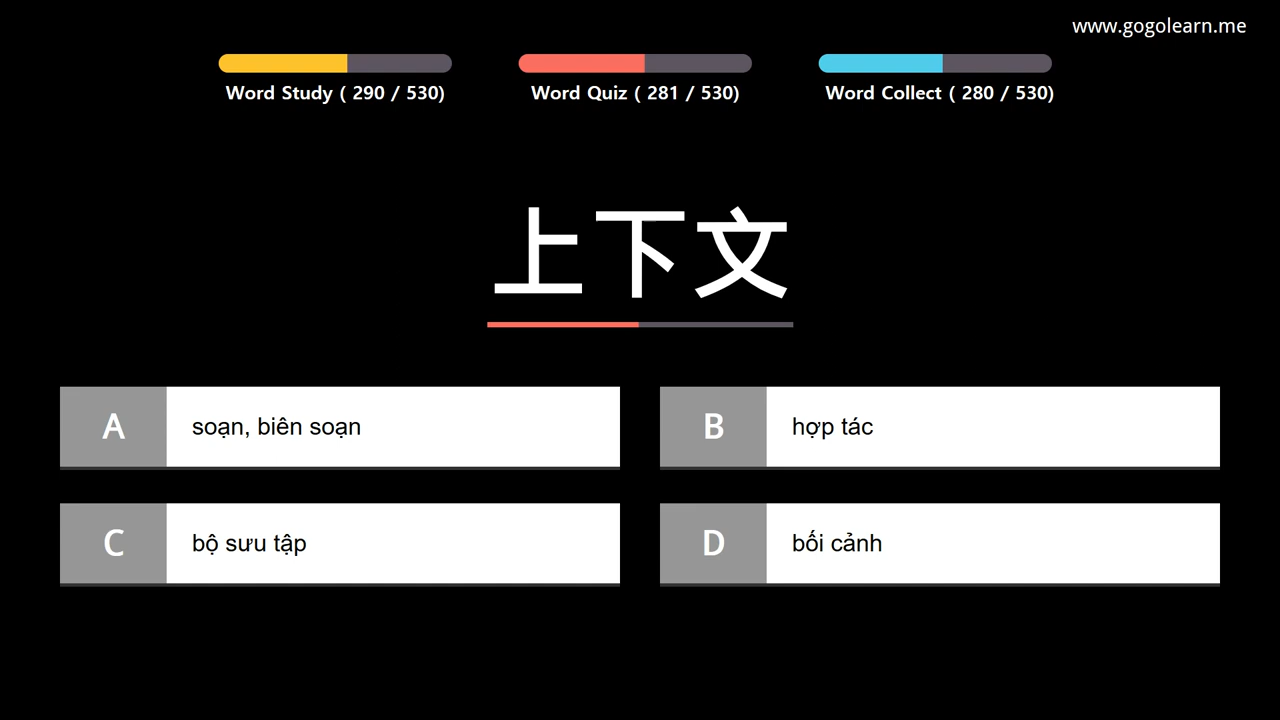 www.gogolearn.me
Word Study ( 290 / 530)
Word Quiz ( 281 / 530)
Word Collect ( 280 / 530)
上下文
A soạn, biên soạn
B hợp tác
C bộ sưu tập
D bối cảnh